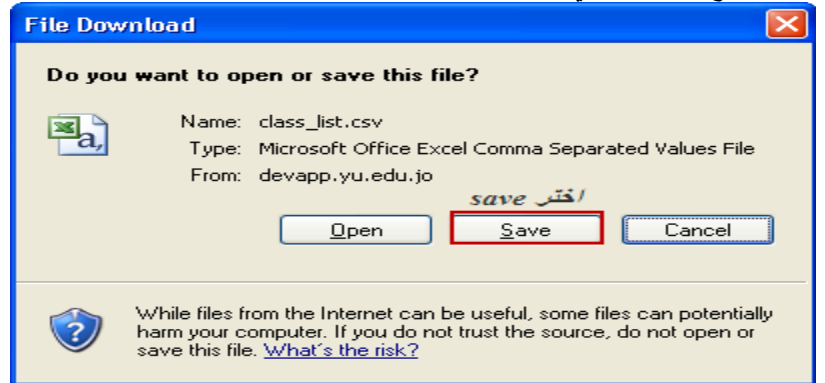 File Download
Do you want to open or save this file?
Name: class_list.csv
Type: Microsoft Office Excel Comma Separated Values File
From: devapp.yu.edu.jo
اختر save
Open Save Cancel
While files from the Internet can be useful, some files can potentially
harm your computer. If you do not trust the source, do not open or
save this file. What's the risk?